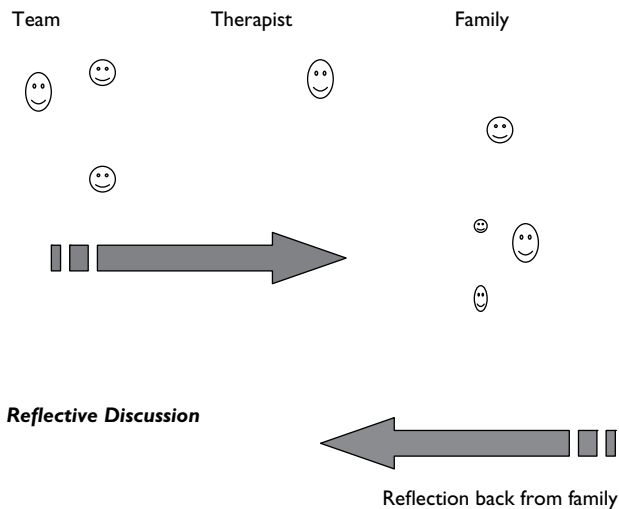 Team Therapist Family
Reflective Discussion
Reflection back from family